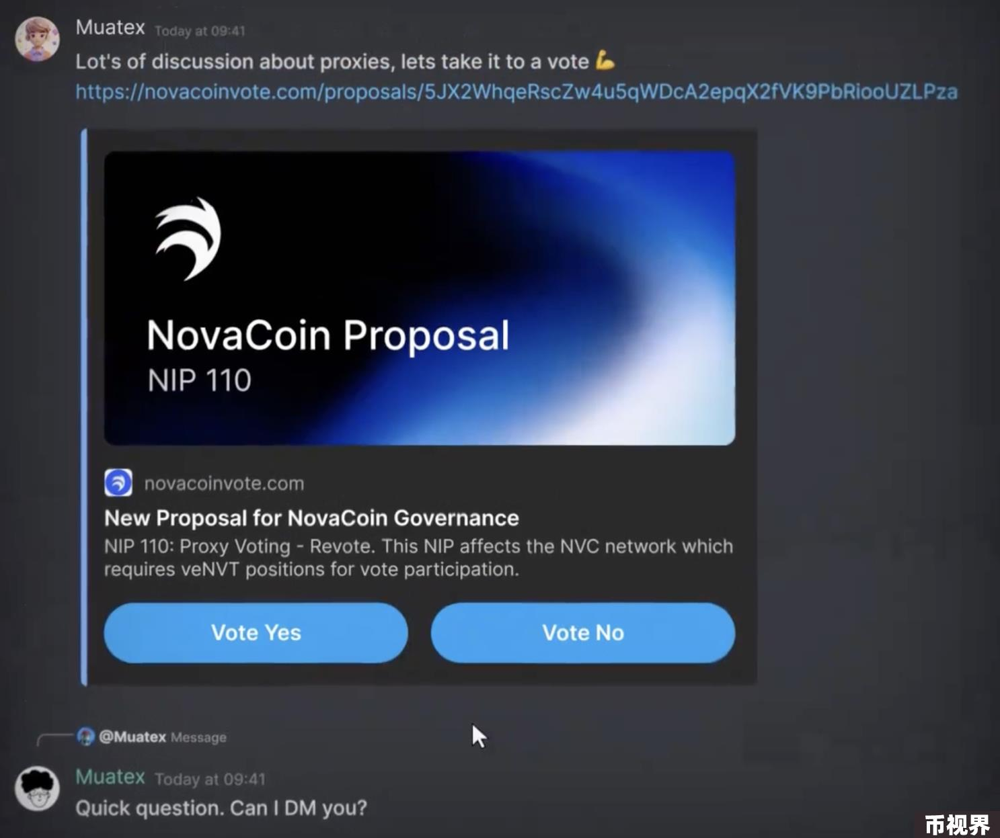 Muatex Today at 09:41
Lot's of discussion about proxies, lets take it to a vote 💪
https://novacoinvote.com/proposals/5JX2WhqeRscZw4u5qWDcA2epqX2fVK9PbRiooUZLPza
NovaCoin Proposal
NIP 110
novacoinvote.com
New Proposal for NovaCoin Governance
NIP 110: Proxy Voting - Revote. This NIP affects the NVC network which
requires veNVT positions for vote participation.
Vote Yes Vote No
@Muatex Message
Muatex Today at 09:41
Quick question. Can I DM you?
币视界